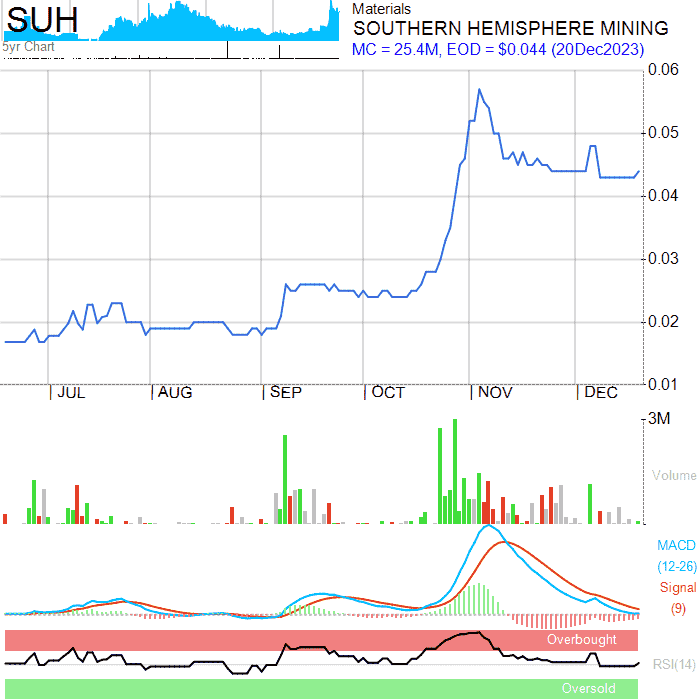 SUH
5yr Chart
Materials
SOUTHERN HEMISPHERE MINING
MC = 25.4M, EOD = $0.044 (20Dec2023)
0.06
0.05
0.04
0.03
0.02
0.01
JUL AUG SEP OCT NOV DEC
3M
Volume
MACD
(12-26)
Signal
(9)
Overbought
RSI(14)
Oversold